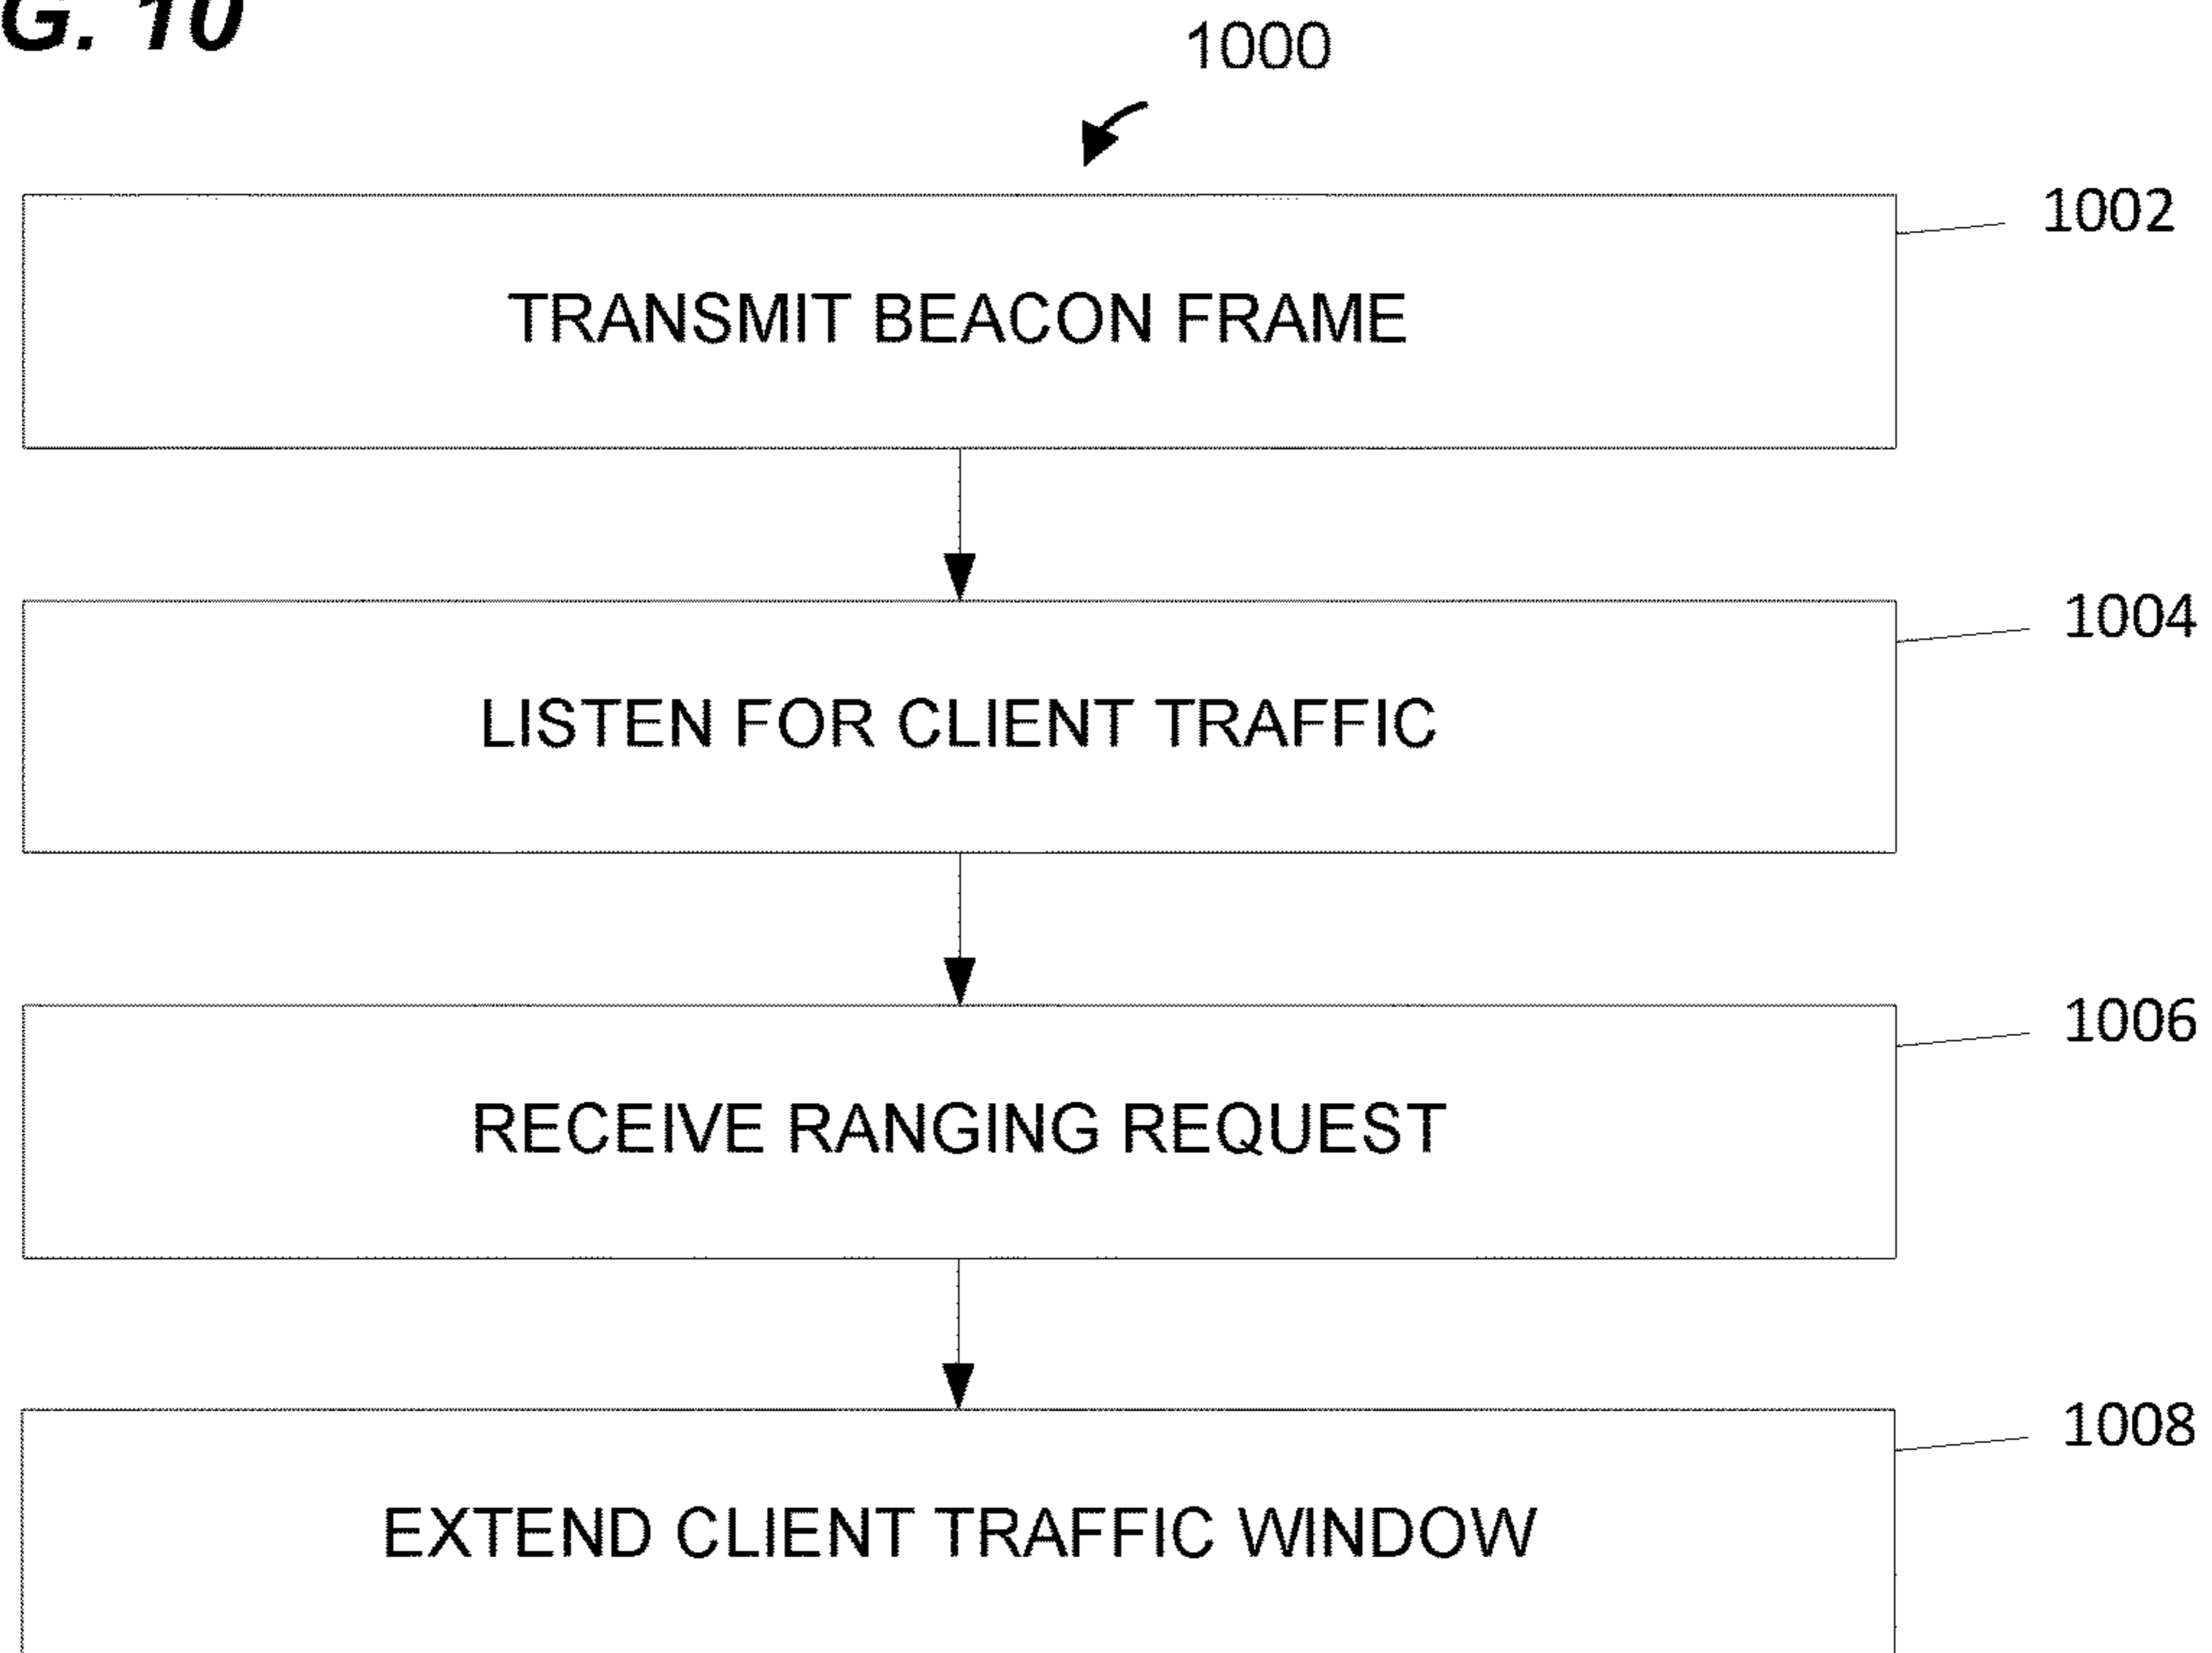 G. 10
1000
1002
TRANSMIT BEACON FRAME
1004
LISTEN FOR CLIENT TRAFFIC
1006
RECEIVE RANGING REQUEST
1008
EXTEND CLIENT TRAFFIC WINDOW